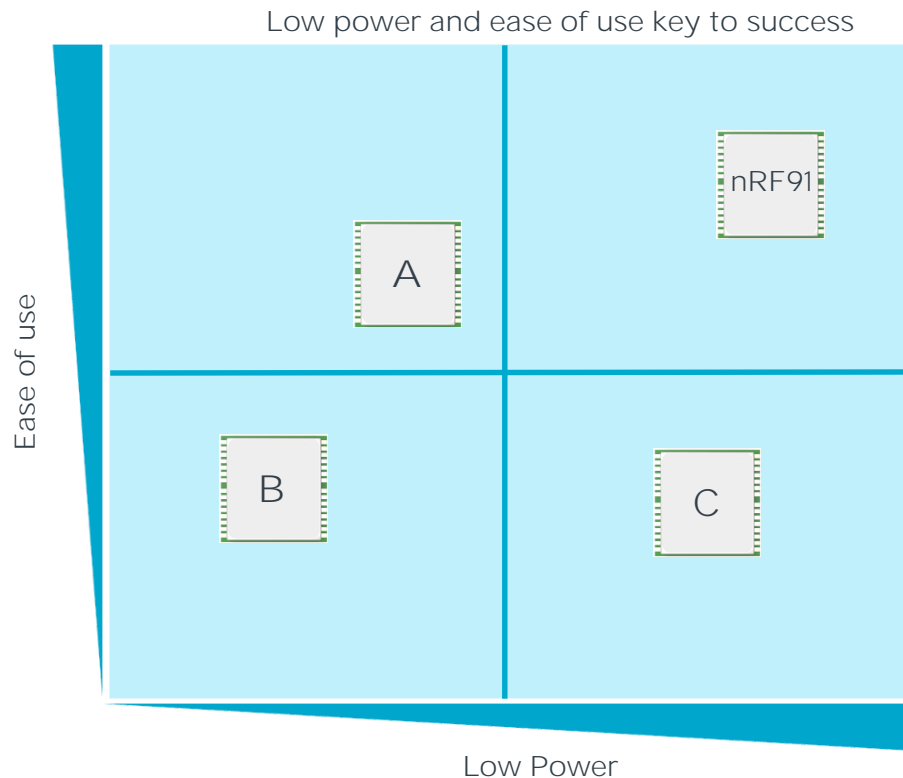 Low power and ease of use key to success
nRF91
A
Ease of use
B
C
Low Power